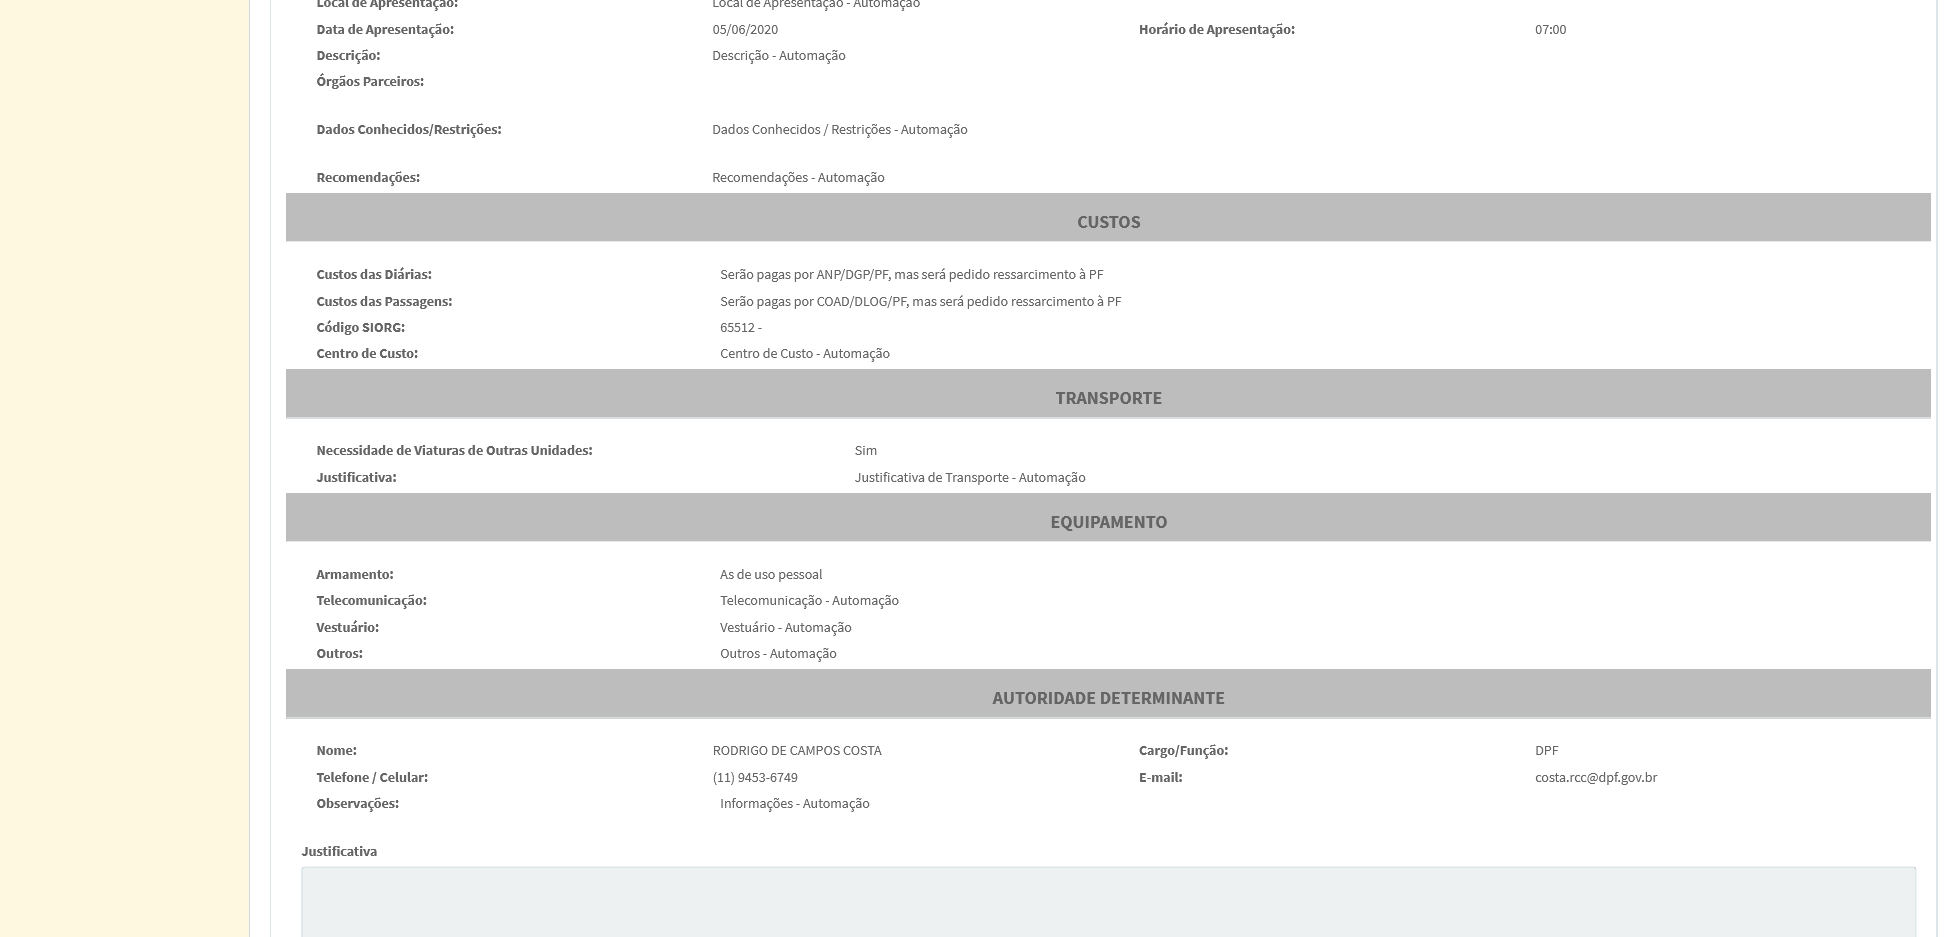 Local de Apresentação: Local de Apresentação - Automação
Data de Apresentação: 05/06/2020 Horário de Apresentação: 07:00
Descrição: Descrição - Automação
Órgãos Parceiros:
Dados Conhecidos/Restrições: Dados Conhecidos / Restrições - Automação
Recomendações: Recomendações - Automação
CUSTOS
Custos das Diárias: Serão pagas por ANP/DGP/PF, mas será pedido ressarcimento à PF
Custos das Passagens: Serão pagas por COAD/DLOG/PF, mas será pedido ressarcimento à PF
Código SIORG: 65512 -
Centro de Custo: Centro de Custo - Automação
TRANSPORTE
Necessidade de Viaturas de Outras Unidades: Sim
Justificativa: Justificativa de Transporte - Automação
EQUIPAMENTO
Armamento: As de uso pessoal
Telecomunicação: Telecomunicação - Automação
Vestuário: Vestuário - Automação
Outros: Outros - Automação
AUTORIDADE DETERMINANTE
Nome: RODRIGO DE CAMPOS COSTA Cargo/Função: DPF
Telefone / Celular: (11) 9453-6749 E-mail: costa.rcc@dpf.gov.br
Observações: Informações - Automação
Justificativa